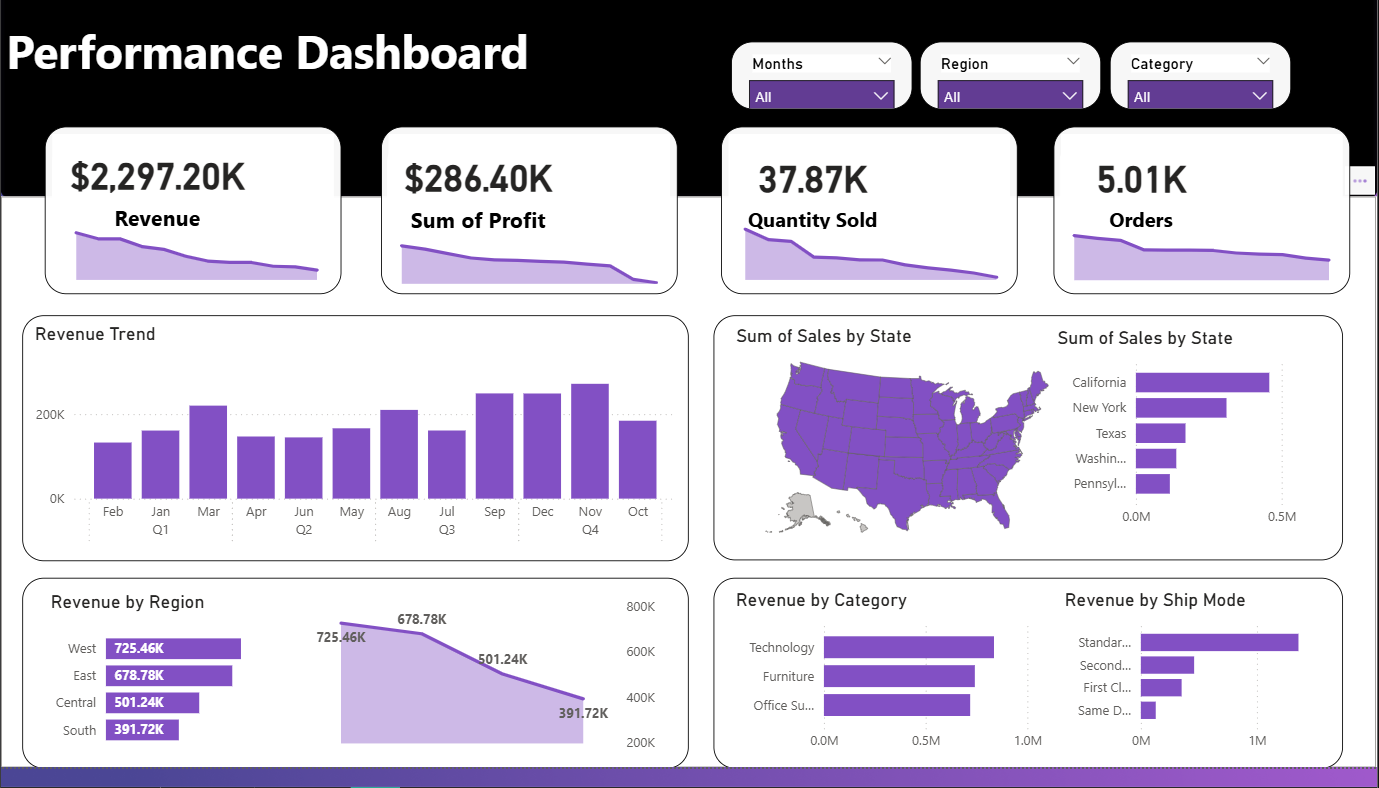 Performance Dashboard
Months
All
Region
All
Category
All
$2,297.20K
Revenue
$286.40K
Sum of Profit
37.87K
Quantity Sold
5.01K
Orders
Revenue Trend
200K
0K
Feb Jan Mar Apr Jun May Aug Jul Sep Dec Nov Oct
Q1 Q2 Q3 Q4
Sum of Sales by State
Sum of Sales by State
California
New York
Texas
Washin...
Pennsyl...
0.0M 0.5M
Revenue by Region
West 725.46K
East 678.78K
Central 501.24K
South 391.72K
725.46K
678.78K
501.24K
391.72K
800K
600K
400K
200K
Revenue by Category
Technology
Furniture
Office Su...
0.0M 0.5M 1.0M
Revenue by Ship Mode
Standar...
Second...
First Cl...
Same D...
0M 1M